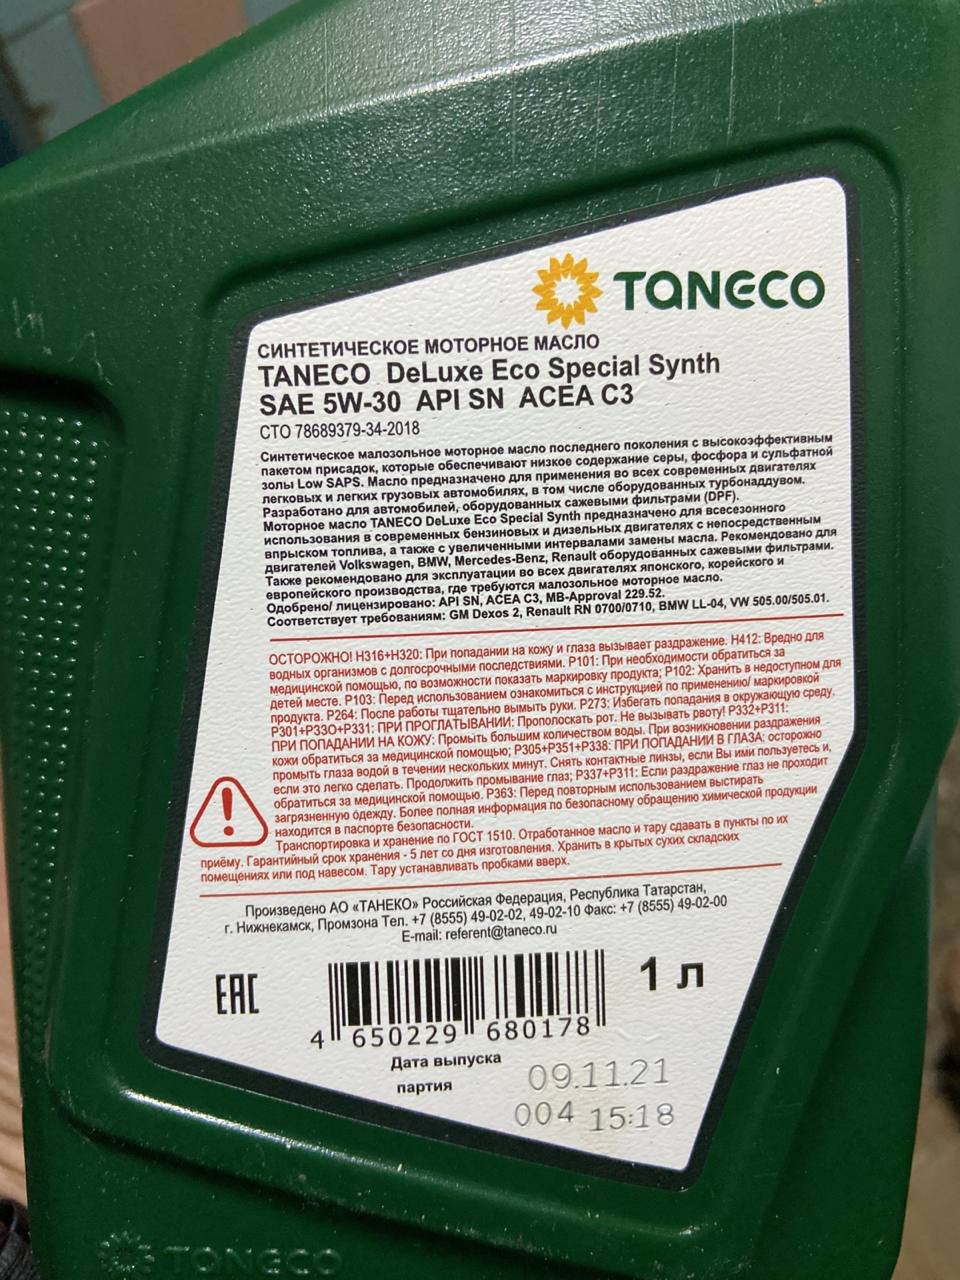 TANECO
СИНТЕТИЧЕСКОЕ МОТОРНОЕ МАСЛО
TANECO DeLuxe Eco Special Synth
SAE 5W-30 API SN ACEA C3
СТО 78689379-34-2018
Синтетическое малозольное моторное масло последнего поколения с высокоэффективным
пакетом присадок, которые обеспечивают низкое содержание серы, фосфора и сульфатной
золы Low SAPS. Масло предназначено для применения во всех современных двигателях
легковых и легких грузовых автомобилях, в том числе оборудованных турбонаддувом.
Разработано для автомобилей, оборудованных сажевыми фильтрами (DPF).
Моторное масло TANECO DeLuxe Eco Special Synth предназначено для всесезонного
использования в современных бензиновых и дизельных двигателях с непосредственным
впрыском топлива, а также с увеличенными интервалами замены масла. Рекомендовано для
двигателей Volkswagen, BMW, Mercedes-Benz, Renault оборудованных сажевыми фильтрами.
Также рекомендовано для эксплуатации во всех двигателях японского, корейского и
европейского производства, где требуются малозольное моторное масло.
Одобрено/ лицензировано: API SN, ACEA C3, MB-Approval 229.52.
Соответствует требованиям: GM Dexos 2, Renault RN 0700/0710, BMW LL-04, VW 505.00/505.01.
ОСТОРОЖНО! H316+H320: При попадании на кожу и глаза вызывает раздражение. H412: Вредно для
водных организмов с долгосрочными последствиями. P101: При необходимости обратиться за
медицинской помощью, по возможности показать маркировку продукта; P102: Хранить в недоступном для
детей месте. P103: Перед использованием ознакомиться с инструкцией по применению/ маркировкой
продукта. P264: После работы тщательно вымыть руки. P273: Избегать попадания в окружающую среду.
P301+P33O+P331: ПРИ ПРОГЛАТЫВАНИИ: Прополоскать рот. Не вызывать рвоту! P332+P311:
ПРИ ПОПАДАНИИ НА КОЖУ: Промыть большим количеством воды. При возникновении раздражения
кожи обратиться за медицинской помощью; P305+P351+P338: ПРИ ПОПАДАНИИ В ГЛАЗА: осторожно
промыть глаза водой в течении нескольких минут. Снять контактные линзы, если Вы ими пользуетесь и,
если это легко сделать. Продолжить промывание глаз; P337+P311: Если раздражение глаз не проходит
обратиться за медицинской помощью. P363: Перед повторным использованием выстирать
загрязненную одежду. Более полная информация по безопасному обращению химической продукции
находится в паспорте безопасности.
Транспортировка и хранение по ГОСТ 1510. Отработанное масло и тару сдавать в пункты по их
приёму. Гарантийный срок хранения - 5 лет со дня изготовления. Хранить в крытых сухих складских
помещениях или под навесом. Тару устанавливать пробками вверх.
Произведено АО «ТАНЕКО» Российская Федерация, Республика Татарстан,
г. Нижнекамск, Промзона Тел. +7 (8555) 49-02-02, 49-02-10 Факс: +7 (8555) 49-02-00
E-mail: referent@taneco.ru
EAC
1 л
4 650229 680178
Дата выпуска
партия
09.11.21
004 15:18
TANECO